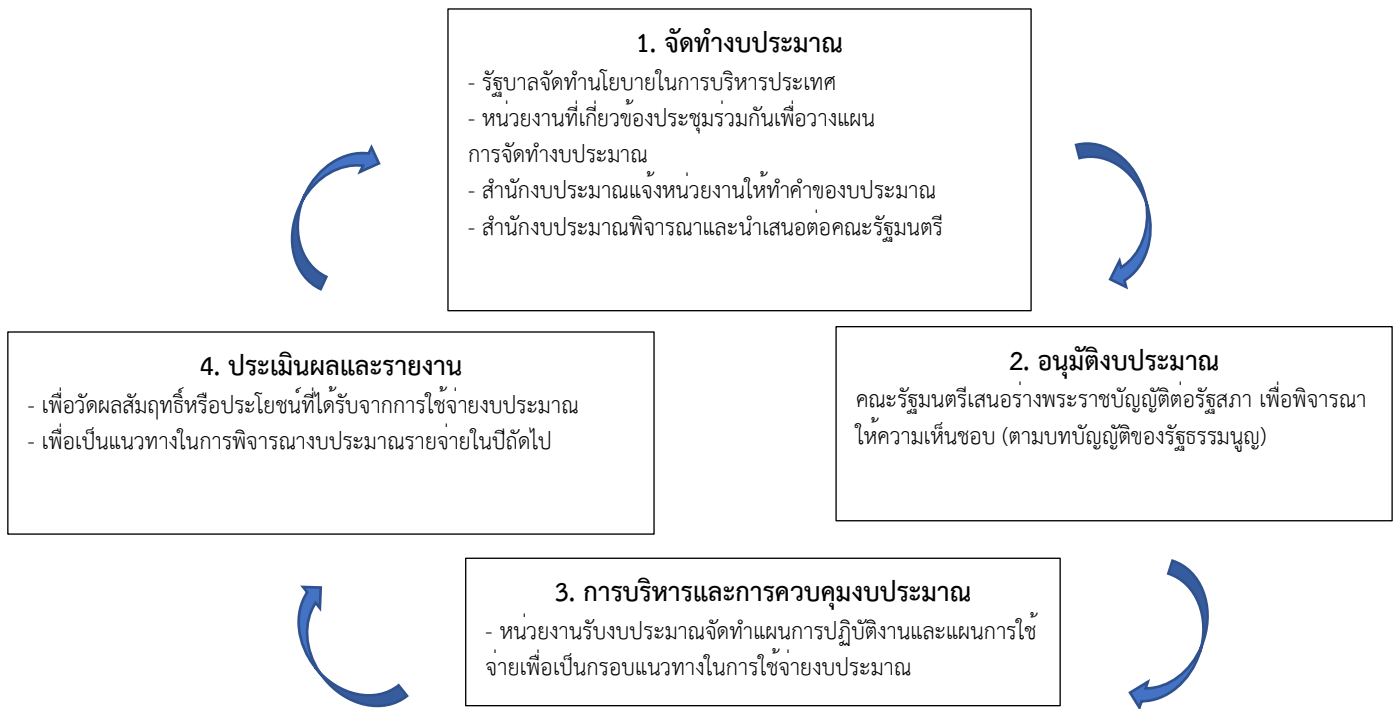 1. จัดทำงบประมาณ
- รัฐบาลจัดทำนโยบายในการบริหารประเทศ
- หน่วยงานที่เกี่ยวข้องประชุมร่วมกันเพื่อวางแผน
การจัดทำงบประมาณ
- สำนักงบประมาณแจ้งหน่วยงานให้ทำคำของบประมาณ
- สำนักงบประมาณพิจารณาและนำเสนอต่อคณะรัฐมนตรี
2. อนุมัติงบประมาณ
คณะรัฐมนตรีเสนอร่างพระราชบัญญัติต่อรัฐสภา เพื่อพิจารณา
ให้ความเห็นชอบ (ตามบทบัญญัติของรัฐธรรมนูญ)
3. การบริหารและการควบคุมงบประมาณ
- หน่วยงานรับงบประมาณจัดทำแผนการปฏิบัติงานและแผนการใช้
จ่ายเพื่อเป็นกรอบแนวทางในการใช้จ่ายงบประมาณ
4. ประเมินผลและรายงาน
- เพื่อวัดผลสัมฤทธิ์หรือประโยชน์ที่ได้รับจากการใช้จ่ายงบประมาณ
- เพื่อเป็นแนวทางในการพิจารณางบประมาณรายจ่ายในปีถัดไป